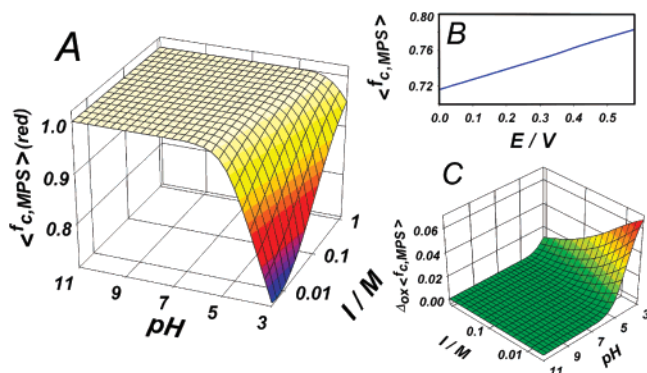 A
<f_c,MPS>(red)
1.0
0.9
0.8
11
9
7
5
3
pH
0.01
0.1
1
I / M
B
<f_c,MPS>
0.80
0.76
0.72
0.0
0.1
0.2
0.3
0.4
0.5
E / V
C
Δ_ox<f_c,MPS>
0.06
0.04
0.02
0.00
0.1
0.01
I / M
11
9
7
5
3
pH